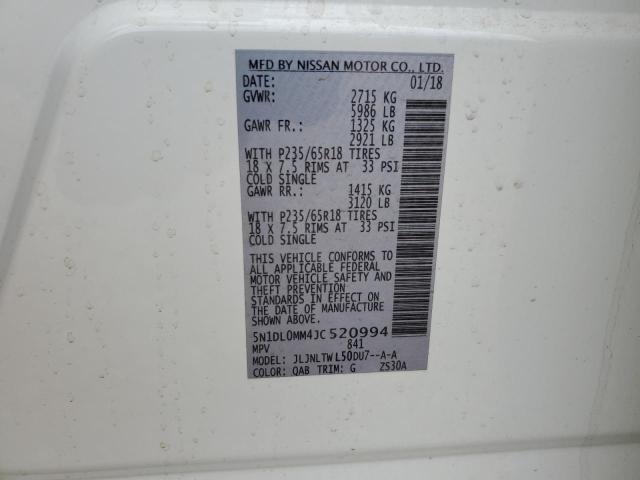 MFD BY NISSAN MOTOR CO., LTD.
DATE: 01/18
GVWR: 2715 KG
5986 LB
GAWR FR.: 1325 KG
2921 LB
WITH P235/65R18 TIRES
18 X 7.5 RIMS AT 33 PSI
COLD SINGLE
GAWR RR.: 1415 KG
3120 LB
WITH P235/65R18 TIRES
18 X 7.5 RIMS AT 33 PSI
COLD SINGLE
THIS VEHICLE CONFORMS TO
ALL APPLICABLE FEDERAL
MOTOR VEHICLE SAFETY AND
THEFT PREVENTION
STANDARDS IN EFFECT ON
THE DATE OF MANUFACTURE
SHOWN ABOVE.
5N1DL0MM4JC520994
MPV 841
MODEL: JLJNLTWL50DU7--A-A
COLOR: QAB TRIM: G ZS30A